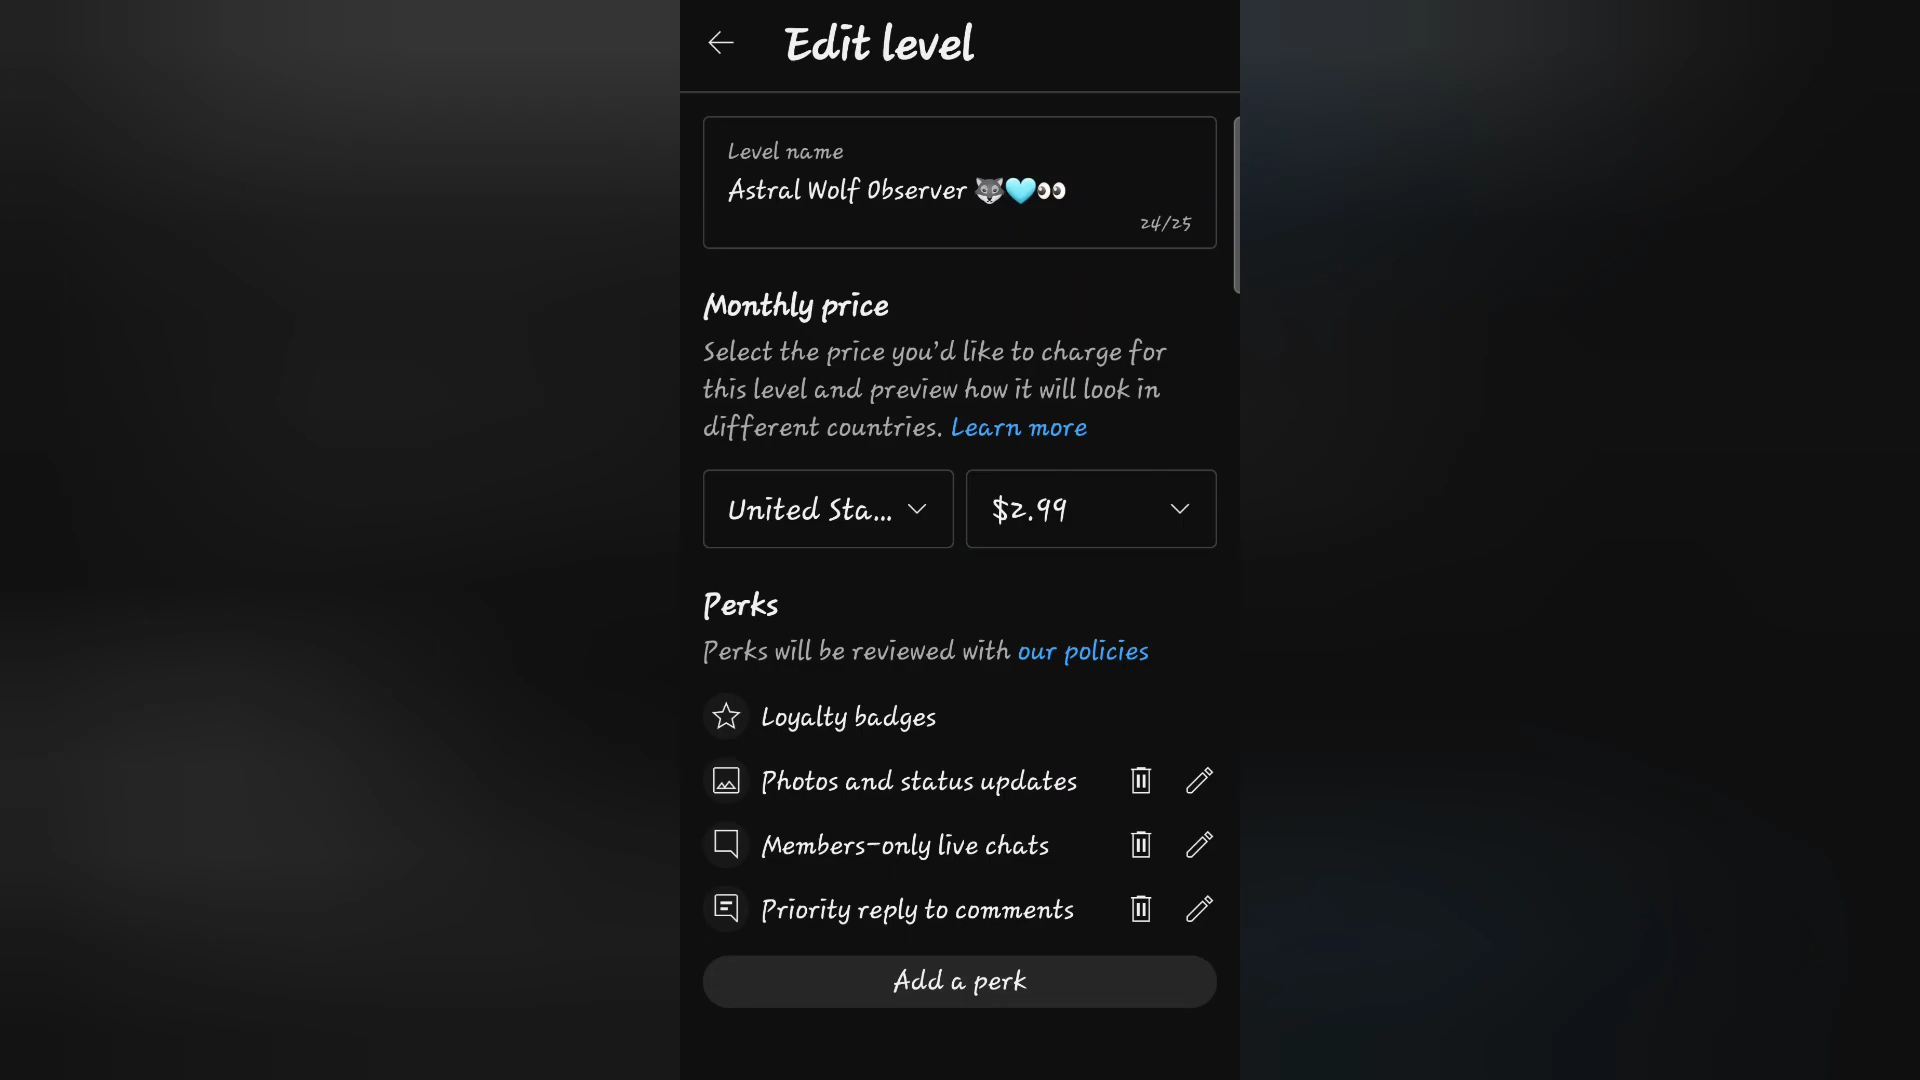 Edit level
Level name
Astral Wolf Observer 🐺🩵👀
24/25
Monthly price
Select the price you'd like to charge for
this level and preview how it will look in
different countries. Learn more
United Sta...
$2.99
Perks
Perks will be reviewed with our policies
Loyalty badges
Photos and status updates
Members-only live chats
Priority reply to comments
Add a perk